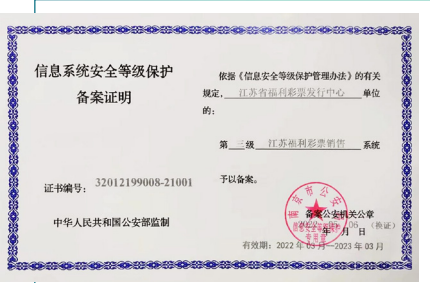 信息系统安全等级保护
备案证明
证书编号：32012199008-21001
中华人民共和国公安部监制
依据《信息安全等级保护管理办法》的有关
规定，江苏省福利彩票发行中心单位
的：
第三级江苏福利彩票销售系统
予以备案。
备案公安机关公章
年 月 日（换证）
有效期：2022 年 03 月--2023 年 03 月